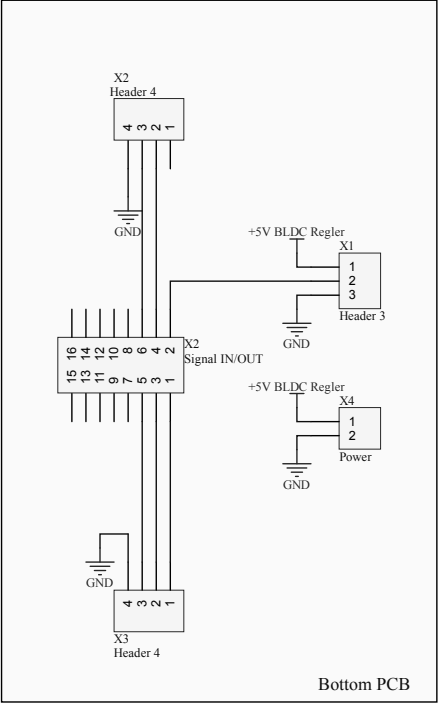 X2
Header 4
4 3 2 1
GND
+5V BLDC Regler
X1
1
2
3
Header 3
GND
16 14 12 10 8 6 4 2
15 13 11 9 7 5 3 1
X2
Signal IN/OUT
+5V BLDC Regler
X4
1
2
Power
GND
GND
4 3 2 1
X3
Header 4
Bottom PCB